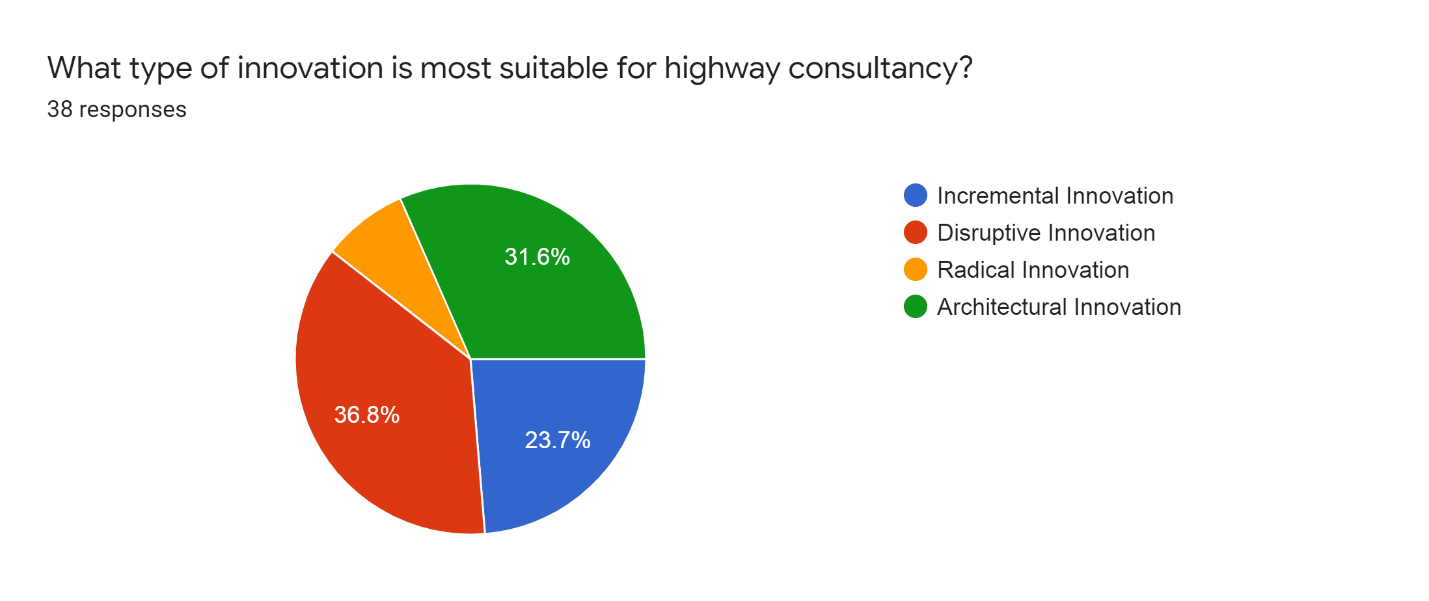 What type of innovation is most suitable for highway consultancy?
38 responses
Incremental Innovation
Disruptive Innovation
Radical Innovation
Architectural Innovation
31.6%
36.8%
23.7%